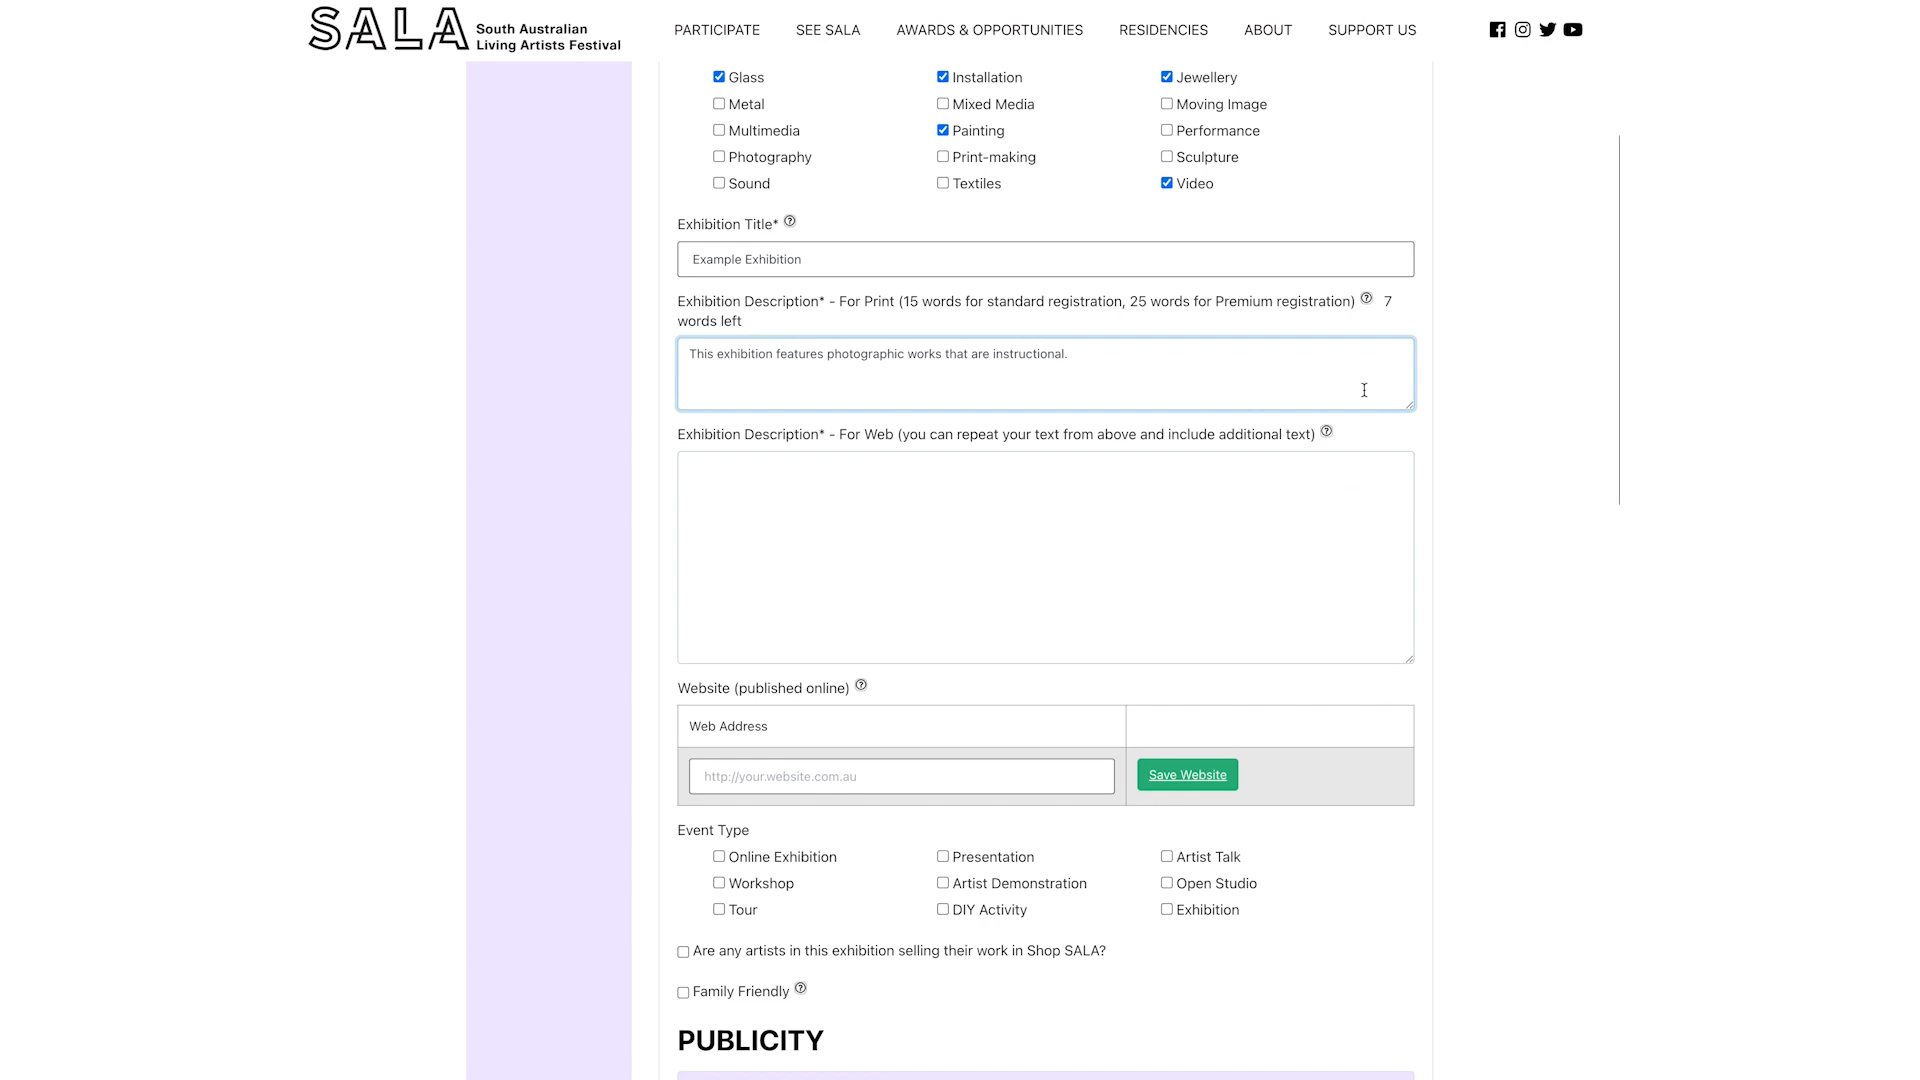 SALA South Australian
Living Artists Festival
PARTICIPATE SEE SALA AWARDS & OPPORTUNITIES RESIDENCIES ABOUT SUPPORT US
Glass Installation Jewellery
Metal Mixed Media Moving Image
Multimedia Painting Performance
Photography Print-making Sculpture
Sound Textiles Video
Exhibition Title* ?
Example Exhibition
Exhibition Description* - For Print (15 words for standard registration, 25 words for Premium registration) ? 7
words left
This exhibition features photographic works that are instructional.
Exhibition Description* - For Web (you can repeat your text from above and include additional text) ?
Website (published online) ?
Web Address
http://your.website.com.au Save Website
Event Type
Online Exhibition Presentation Artist Talk
Workshop Artist Demonstration Open Studio
Tour DIY Activity Exhibition
Are any artists in this exhibition selling their work in Shop SALA?
Family Friendly ?
PUBLICITY